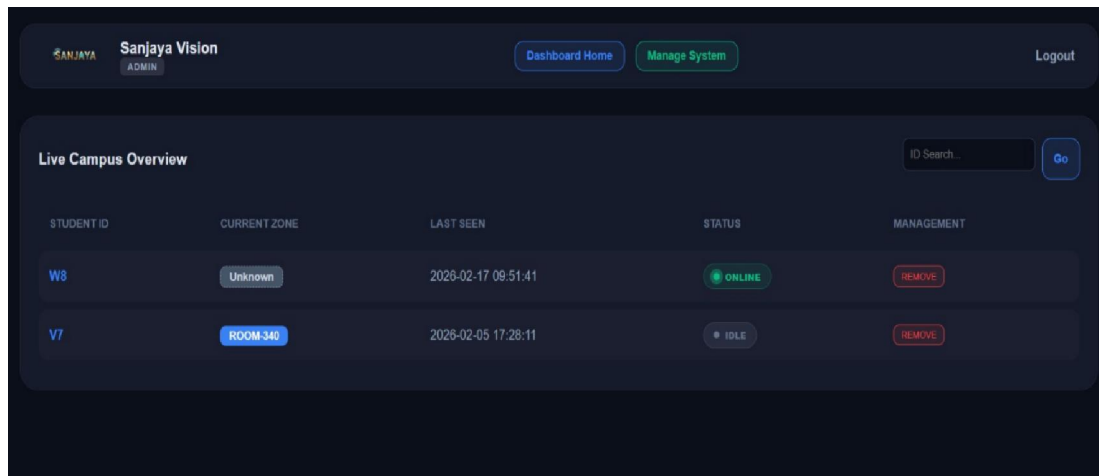 SANJAYA
Sanjaya Vision
ADMIN
Dashboard Home
Manage System
Logout
Live Campus Overview
ID Search...
Go
STUDENT ID CURRENT ZONE LAST SEEN STATUS MANAGEMENT
W8 Unknown 2026-02-17 09:51:41 ONLINE REMOVE
V7 ROOM-340 2026-02-05 17:28:11 IDLE REMOVE